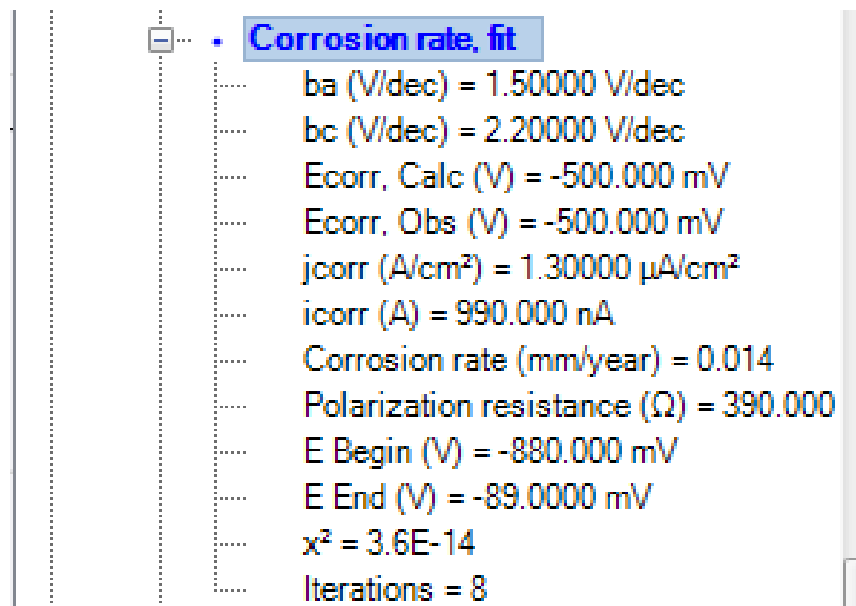 Corrosion rate, fit
ba (V/dec) = 1.50000 V/dec
bc (V/dec) = 2.20000 V/dec
Ecorr, Calc (V) = -500.000 mV
Ecorr, Obs (V) = -500.000 mV
jcorr (A/cm²) = 1.30000 µA/cm²
icorr (A) = 990.000 nA
Corrosion rate (mm/year) = 0.014
Polarization resistance (Ω) = 390.000
E Begin (V) = -880.000 mV
E End (V) = -89.0000 mV
x² = 3.6E-14
Iterations = 8